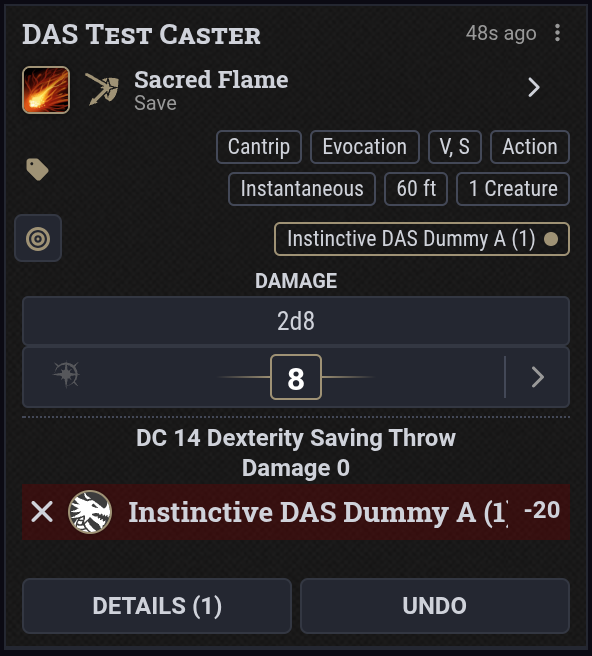 DAS Test Caster
48s ago
Sacred Flame
Save
Cantrip Evocation V, S Action
Instantaneous 60 ft 1 Creature
Instinctive DAS Dummy A (1)
DAMAGE
2d8
8
DC 14 Dexterity Saving Throw
Damage 0
Instinctive DAS Dummy A (1 -20
DETAILS (1) UNDO